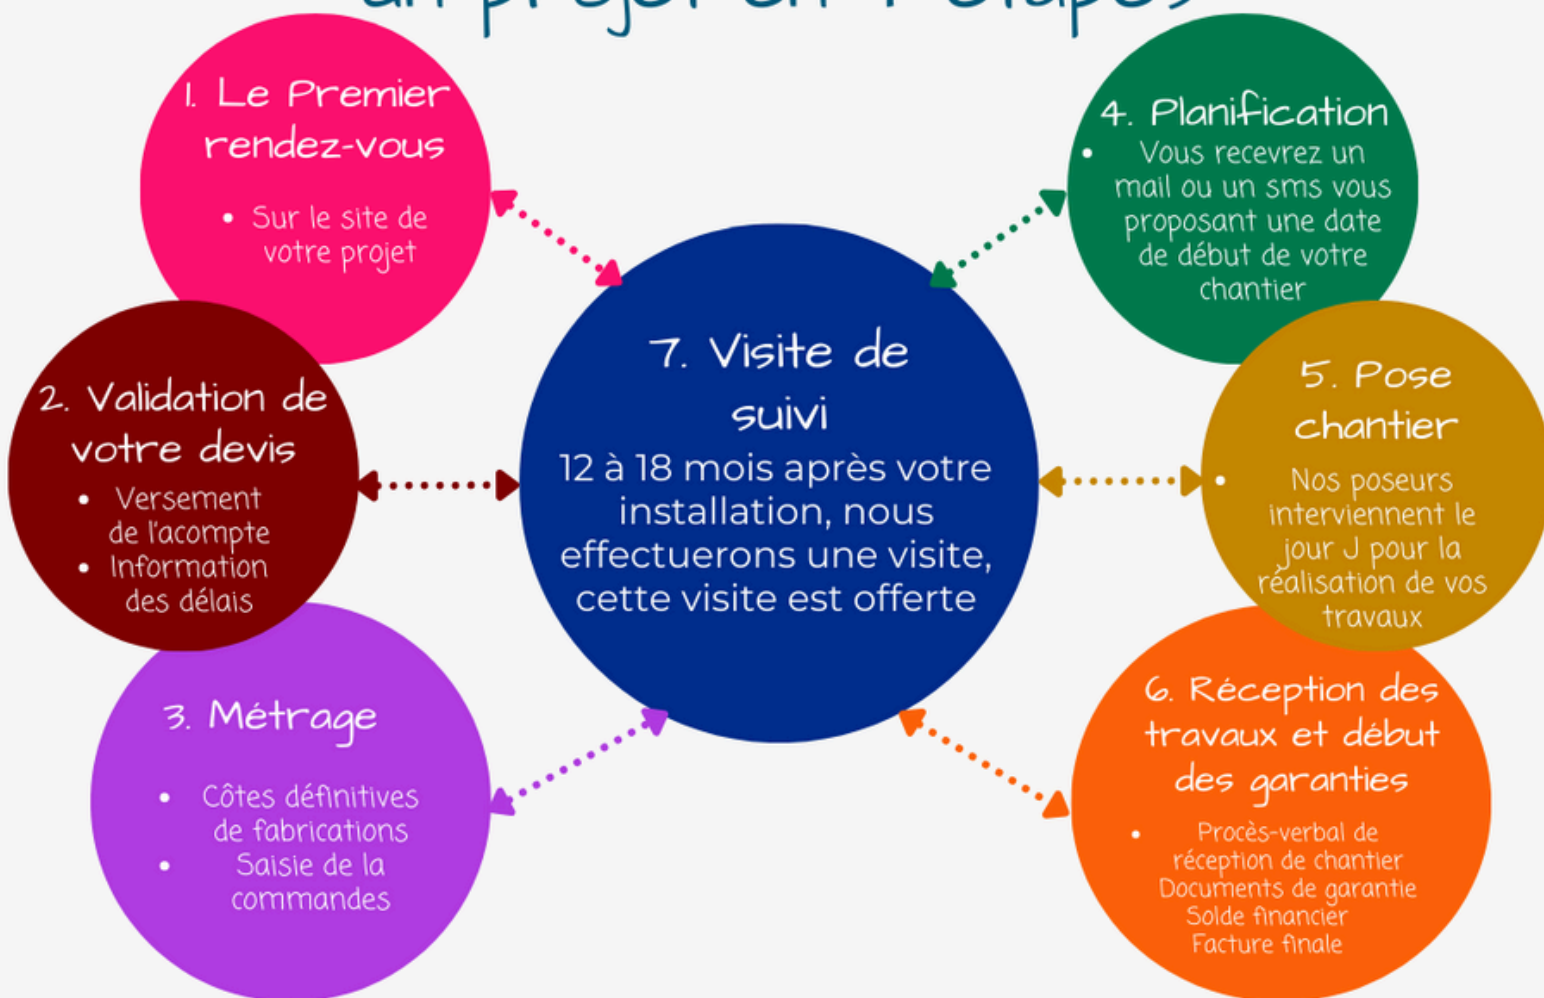 un projet en 7 étapes
1. Le Premier
rendez-vous
• Sur le site de
votre projet
2. Validation de
votre devis
• Versement
de l'acompte
• Information
des délais
3. Métrage
• Côtes définitives
de fabrications
• Saisie de la
commandes
7. Visite de
suivi
12 à 18 mois après votre
installation, nous
effectuerons une visite,
cette visite est offerte
4. Planification
• Vous recevrez un
mail ou un sms vous
proposant une date
de début de votre
chantier
5. Pose
chantier
• Nos poseurs
interviennent le
jour J pour la
réalisation de vos
travaux
6. Réception des
travaux et début
des garanties
• Procès-verbal de
réception de chantier
Documents de garantie
Solde financier
Facture finale